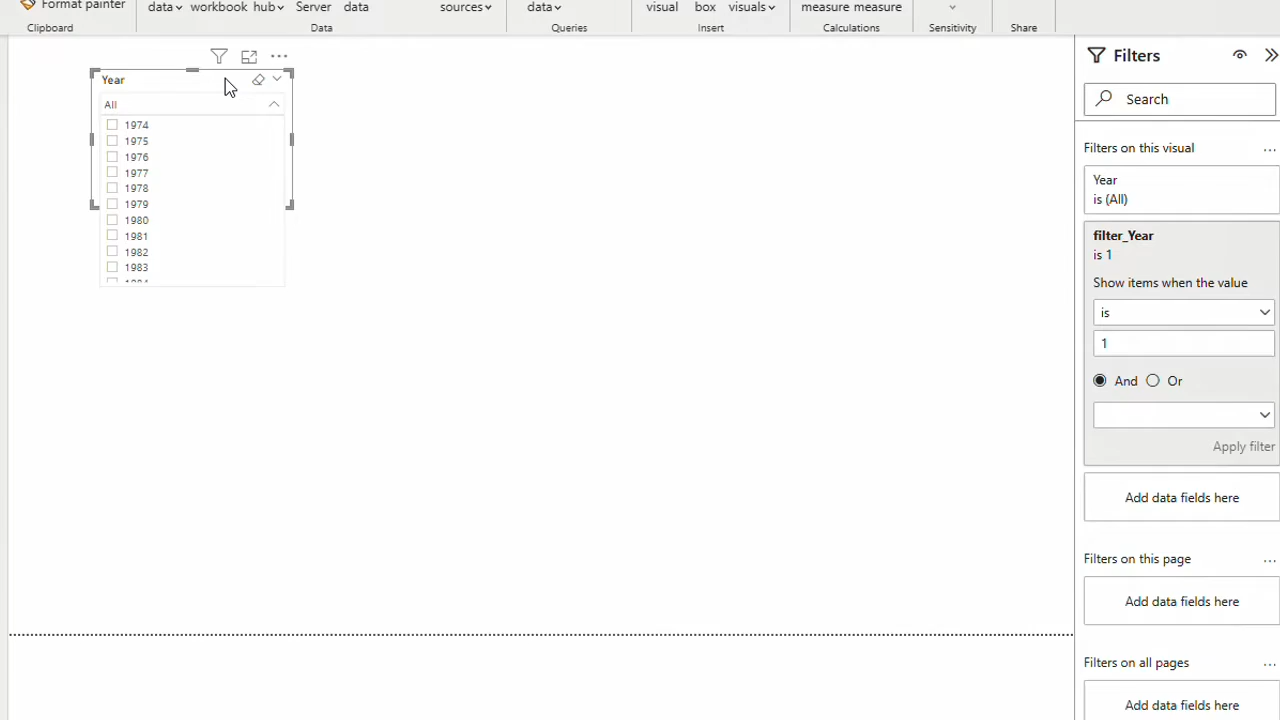 Format painter
data workbook hub Server data
sources
data
visual box visuals
measure measure
Clipboard
Data
Queries
Insert
Calculations
Sensitivity
Share
Year
All
1974
1975
1976
1977
1978
1979
1980
1981
1982
1983
Filters
Search
Filters on this visual
Year
is (All)
filter_Year
is 1
Show items when the value
is
1
And Or
Apply filter
Add data fields here
Filters on this page
Add data fields here
Filters on all pages
Add data fields here